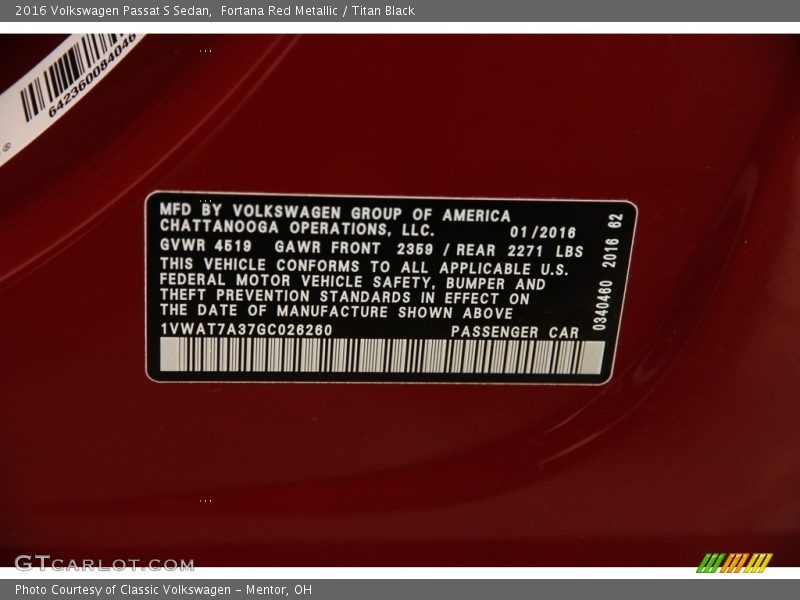 2016 Volkswagen Passat S Sedan, Fortana Red Metallic / Titan Black
642360084046
®
MFD BY VOLKSWAGEN GROUP OF AMERICA
CHATTANOOGA OPERATIONS, LLC. 01/2016
GVWR 4519 GAWR FRONT 2359 / REAR 2271 LBS
THIS VEHICLE CONFORMS TO ALL APPLICABLE U.S.
FEDERAL MOTOR VEHICLE SAFETY, BUMPER AND
THEFT PREVENTION STANDARDS IN EFFECT ON
THE DATE OF MANUFACTURE SHOWN ABOVE
1VWAT7A37GC026260 PASSENGER CAR
0340460 2016 62
GTCARLOT.COM
Photo Courtesy of Classic Volkswagen - Mentor, OH